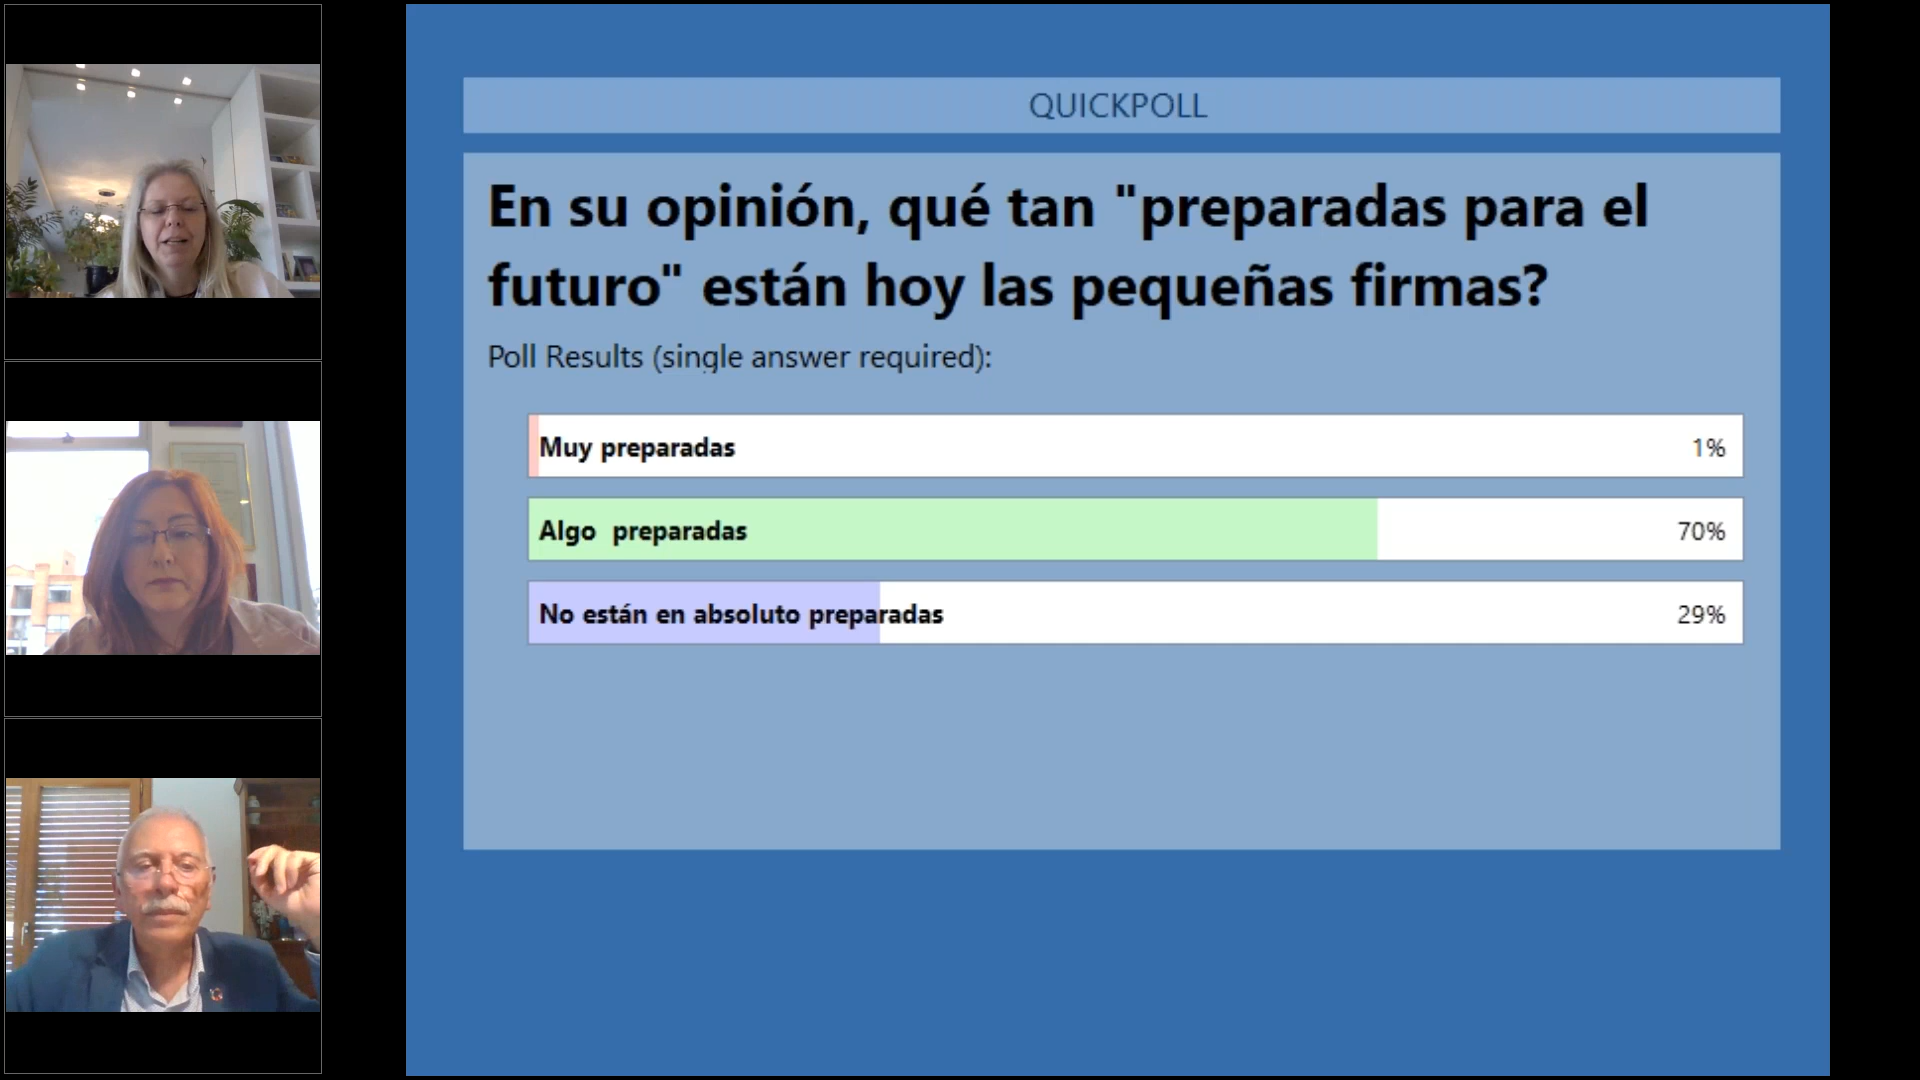 QUICKPOLL
En su opinión, qué tan "preparadas para el
futuro" están hoy las pequeñas firmas?
Poll Results (single answer required):
Muy preparadas 1%
Algo  preparadas 70%
No están en absoluto preparadas 29%